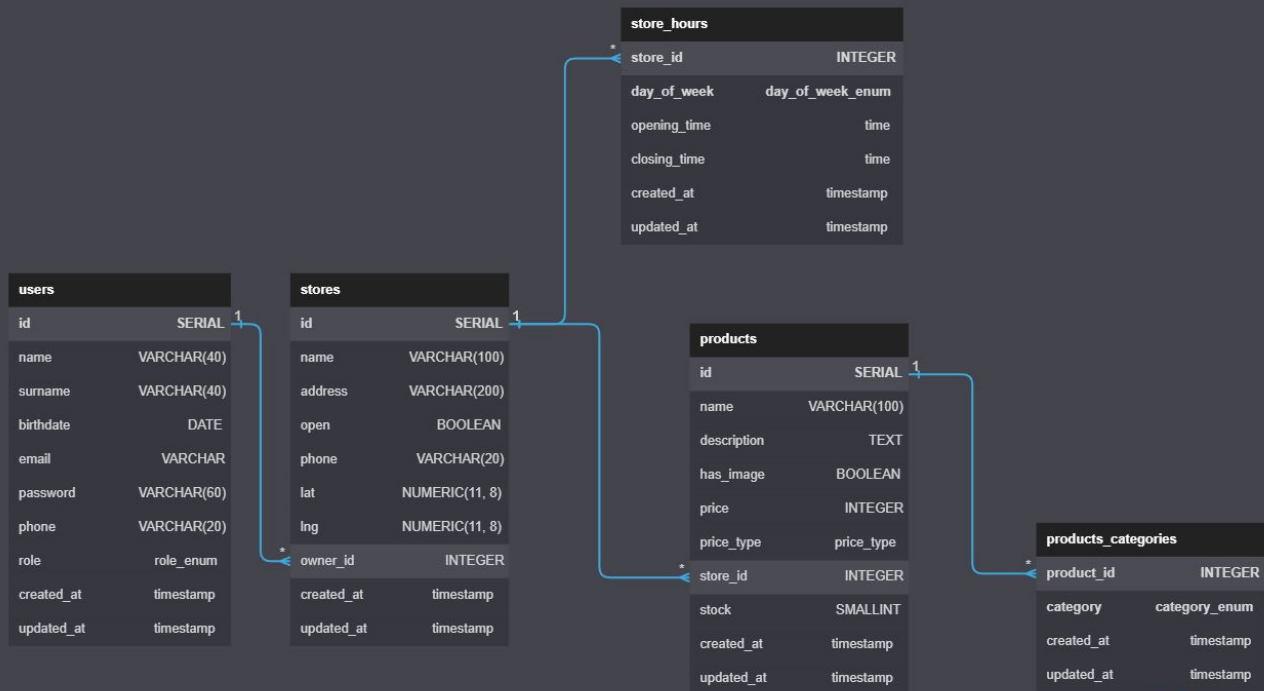 store_hours
* store_id INTEGER
day_of_week day_of_week_enum
opening_time time
closing_time time
created_at timestamp
updated_at timestamp
users
id SERIAL 1
name VARCHAR(40)
surname VARCHAR(40)
birthdate DATE
email VARCHAR
password VARCHAR(60)
phone VARCHAR(20)
role role_enum
created_at timestamp
updated_at timestamp
stores
id SERIAL 1
name VARCHAR(100)
address VARCHAR(200)
open BOOLEAN
phone VARCHAR(20)
lat NUMERIC(11, 8)
lng NUMERIC(11, 8)
* owner_id INTEGER
created_at timestamp
updated_at timestamp
products
id SERIAL 1
name VARCHAR(100)
description TEXT
has_image BOOLEAN
price INTEGER
price_type price_type
* store_id INTEGER
stock SMALLINT
created_at timestamp
updated_at timestamp
products_categories
* product_id INTEGER
category category_enum
created_at timestamp
updated_at timestamp